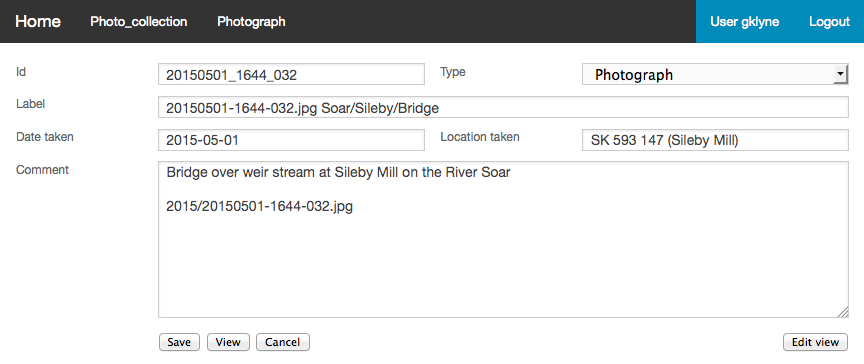 Home Photo_collection Photograph User gklyne Logout
Id 20150501_1644_032 Type Photograph
Label 20150501-1644-032.jpg Soar/Sileby/Bridge
Date taken 2015-05-01 Location taken SK 593 147 (Sileby Mill)
Comment Bridge over weir stream at Sileby Mill on the River Soar
2015/20150501-1644-032.jpg
Save View Cancel Edit view